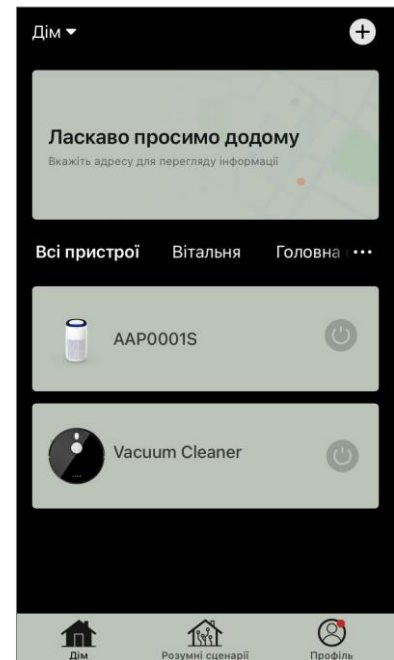 Дім
Ласкаво просимо додому
Вкажіть адресу для перегляду інформації
Всі пристрої Вітальня Головна
AAP0001S
Vacuum Cleaner
Дім Розумні сценарії Профіль